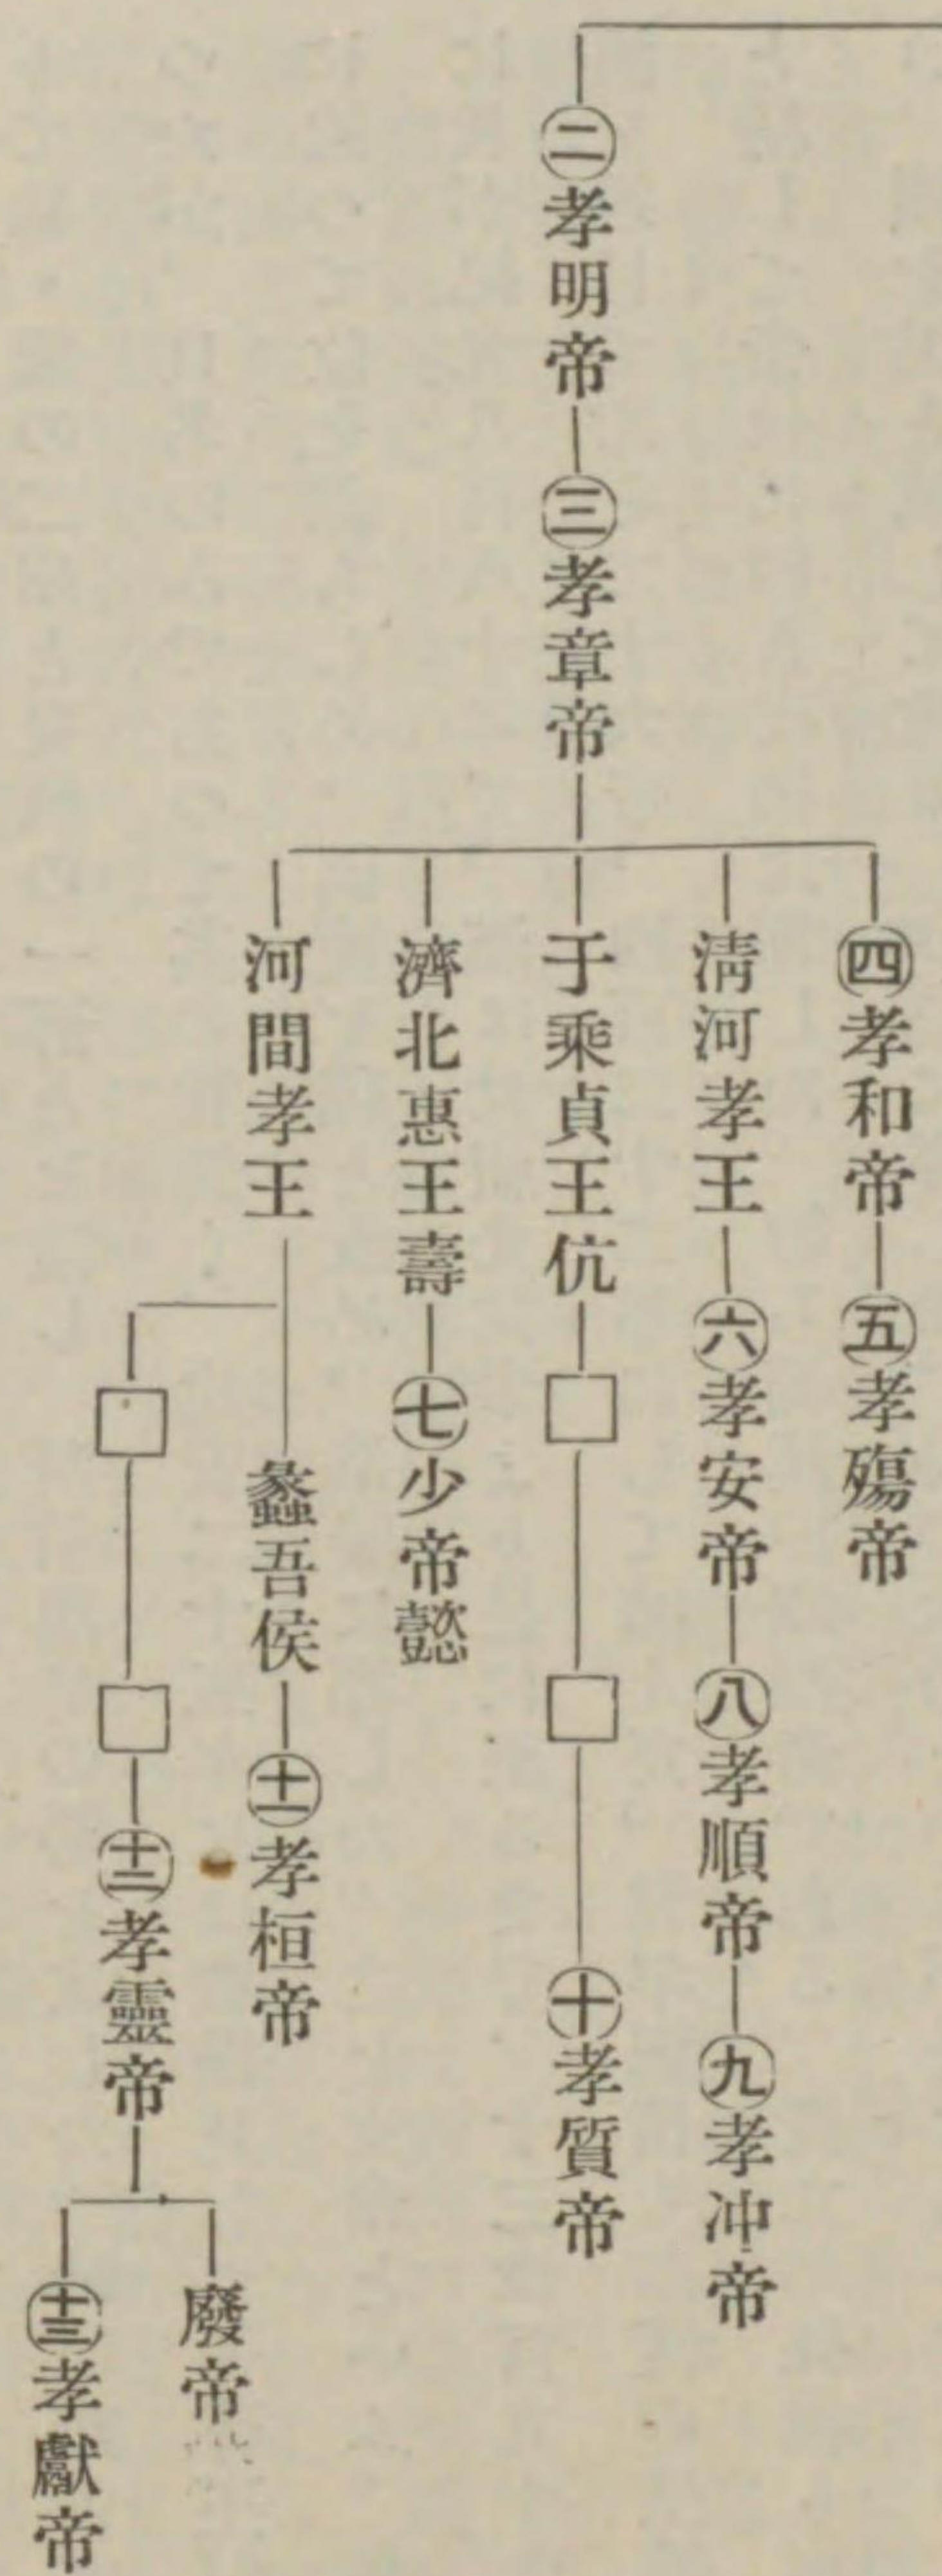 ㊁孝明帝―㊂孝章帝
㊃孝和帝―㊄孝殤帝
淸河孝王―㊅孝安帝―㊇孝順帝―㊈孝冲帝
于乘貞王伉―□―□―㊉孝質帝
濟北惠王壽―㊆少帝懿
河間孝王
蠡吾侯―⑪孝桓帝
□―□―⑫孝靈帝
廢帝
⑬孝獻帝